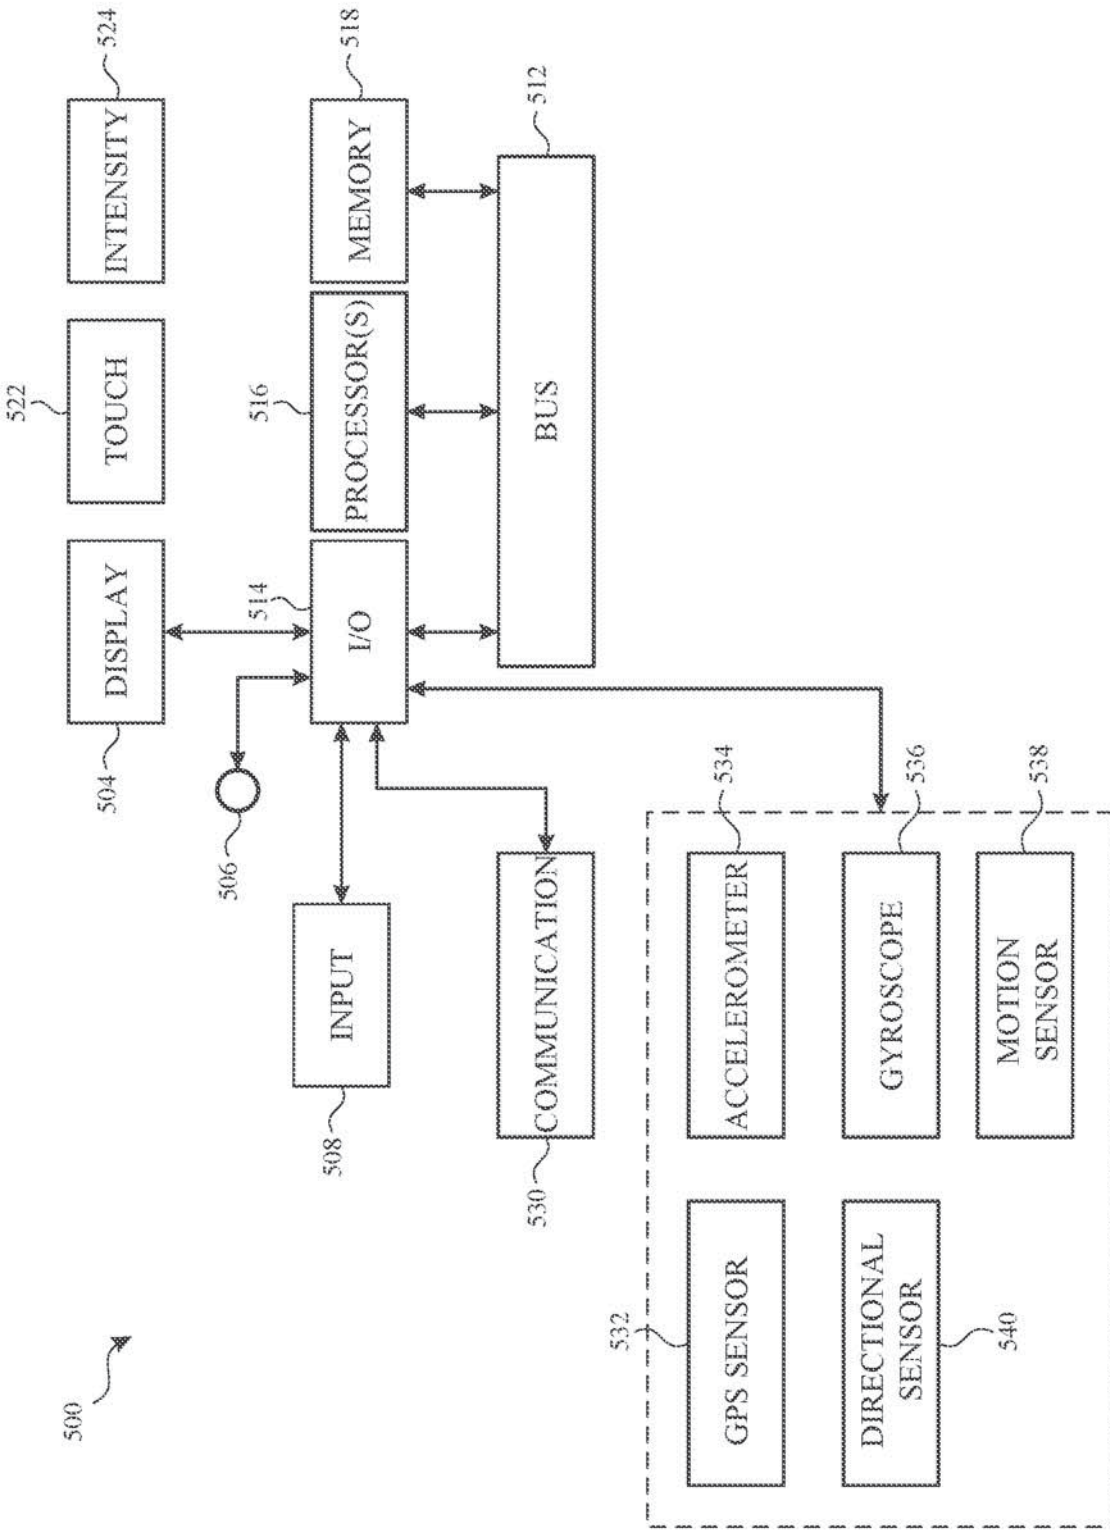 500
504
DISPLAY
522
TOUCH
INTENSITY
524
506
508
INPUT
514
I/O
516
PROCESSOR(S)
MEMORY
518
530
COMMUNICATION
BUS
512
532
GPS SENSOR
ACCELEROMETER
534
DIRECTIONAL
SENSOR
540
GYROSCOPE
536
MOTION
SENSOR
538